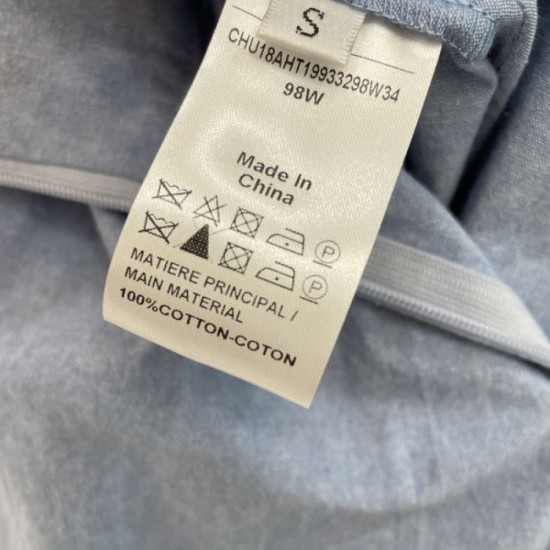 S
CHU18AHT19933298W34
98W
Made In
China
P
P
MATIERE PRINCIPAL /
MAIN MATERIAL
100%COTTON-COTON